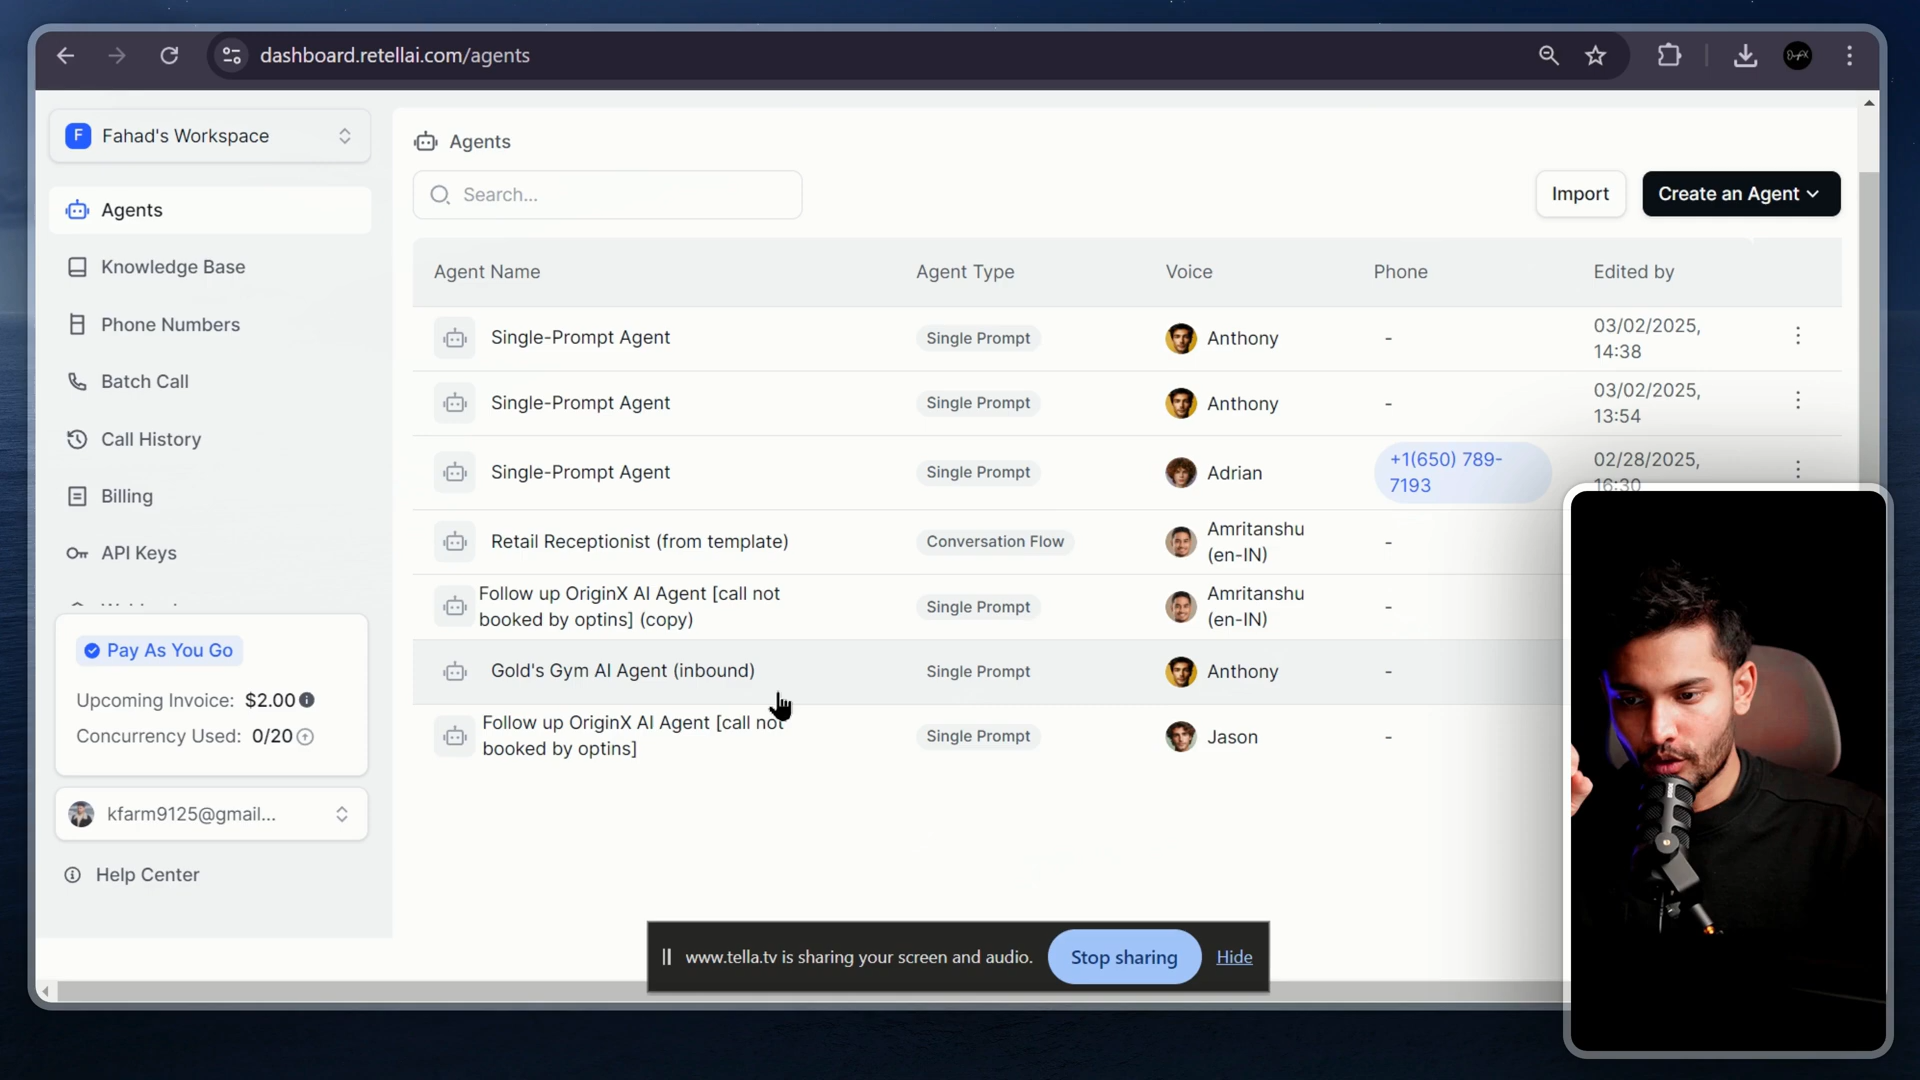 dashboard.retellai.com/agents
F Fahad's Workspace
Agents
Knowledge Base
Phone Numbers
Batch Call
Call History
Billing
API Keys
Pay As You Go
Upcoming Invoice: $2.00
Concurrency Used: 0/20
kfarm9125@gmail...
Help Center
Agents
Search...
Import
Create an Agent
Agent Name Agent Type Voice Phone Edited by
Single-Prompt Agent Single Prompt Anthony - 03/02/2025,
14:38
Single-Prompt Agent Single Prompt Anthony - 03/02/2025,
13:54
Single-Prompt Agent Single Prompt Adrian +1(650) 789-
7193 02/28/2025,
16:30
Retail Receptionist (from template) Conversation Flow Amritanshu
(en-IN) -
Follow up OriginX AI Agent [call not
booked by optins] (copy) Single Prompt Amritanshu
(en-IN) -
Gold's Gym AI Agent (inbound) Single Prompt Anthony -
Follow up OriginX AI Agent [call not
booked by optins] Single Prompt Jason -
www.tella.tv is sharing your screen and audio. Stop sharing Hide